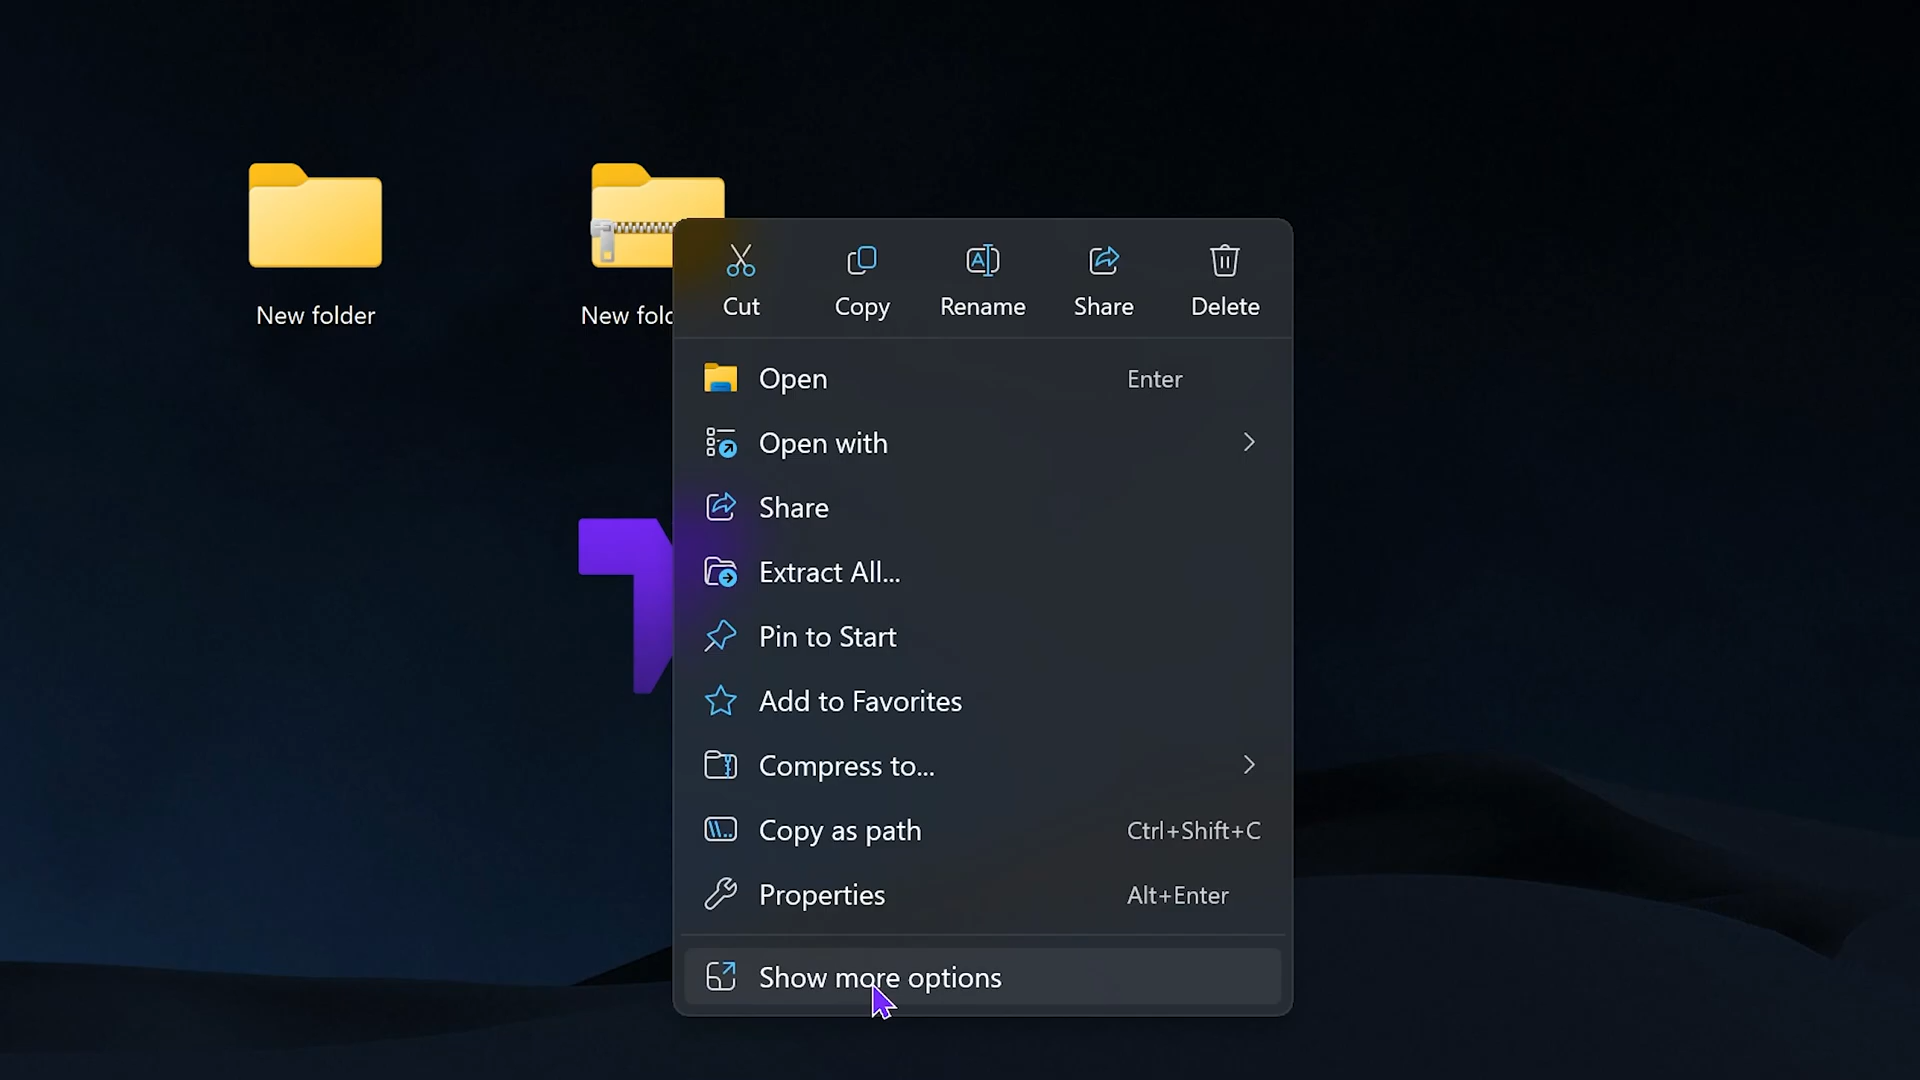 New folder
New fold
Cut
Copy
Rename
Share
Delete
Open
Enter
Open with
Share
Extract All...
Pin to Start
Add to Favorites
Compress to...
Copy as path
Ctrl+Shift+C
Properties
Alt+Enter
Show more options